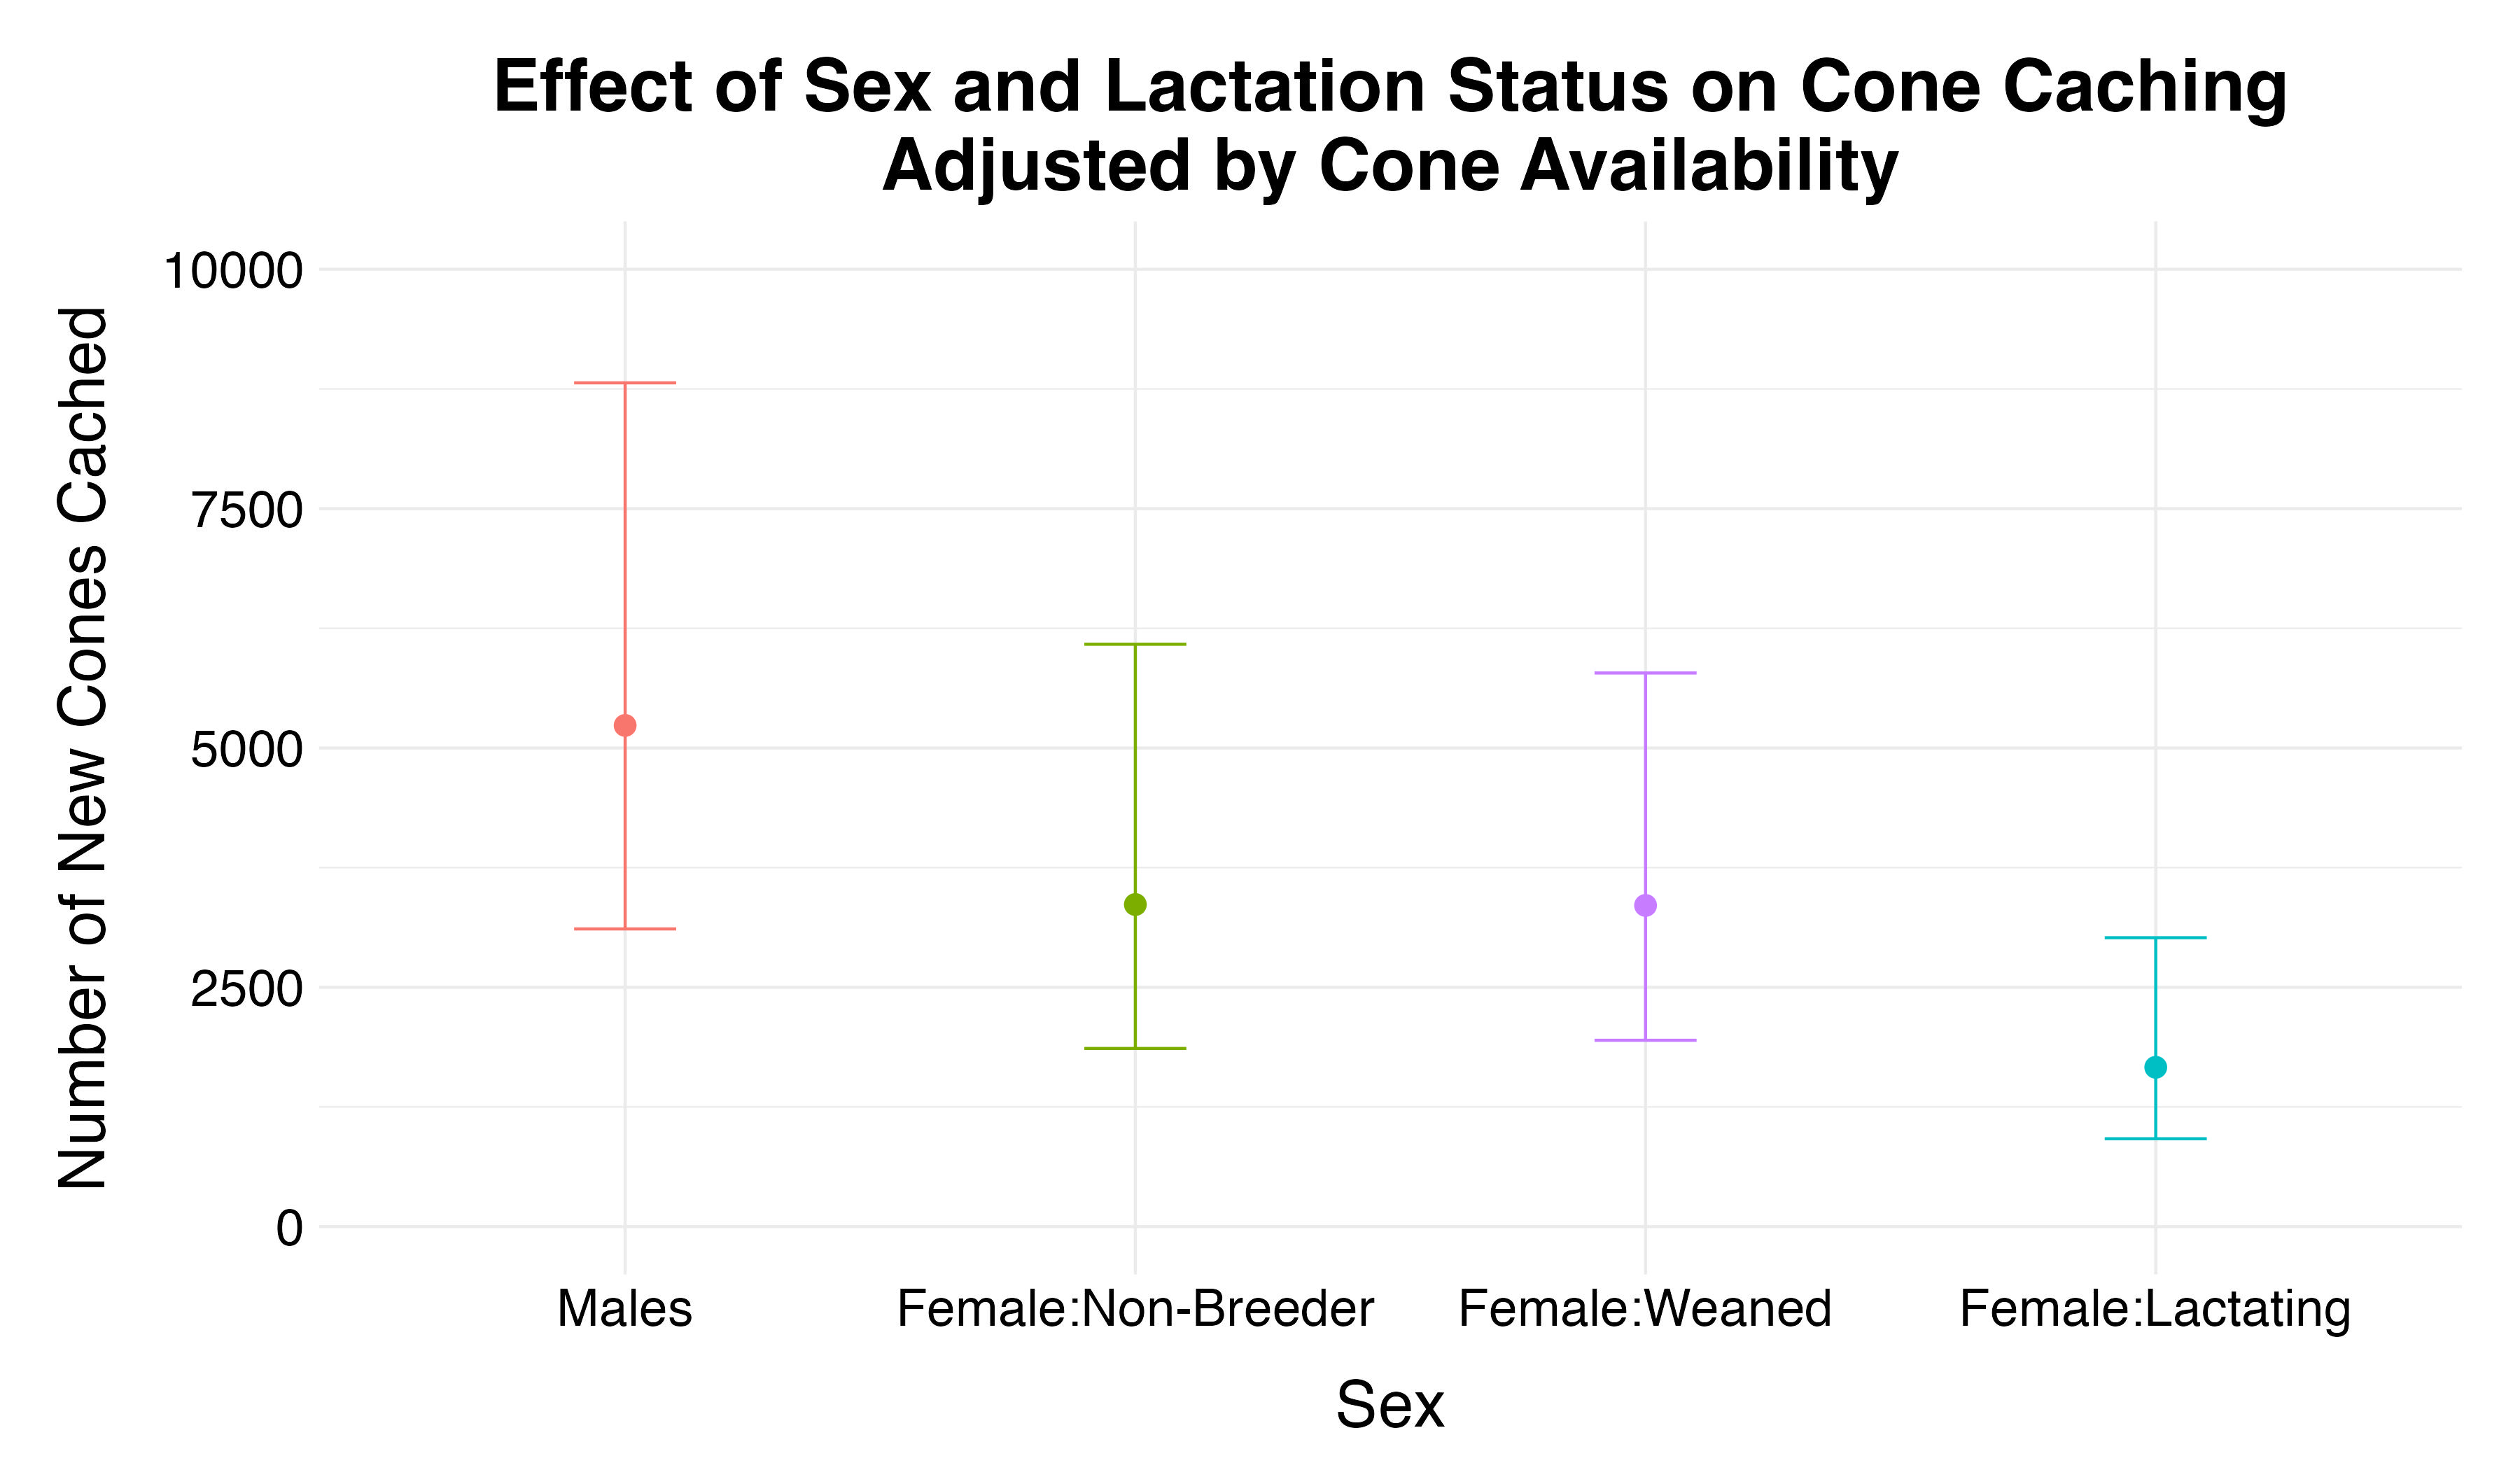 Effect of Sex and Lactation Status on Cone Caching
Adjusted by Cone Availability
Number of New Cones Cached
10000
7500
5000
2500
0
Males
Female:Non-Breeder
Female:Weaned
Female:Lactating
Sex